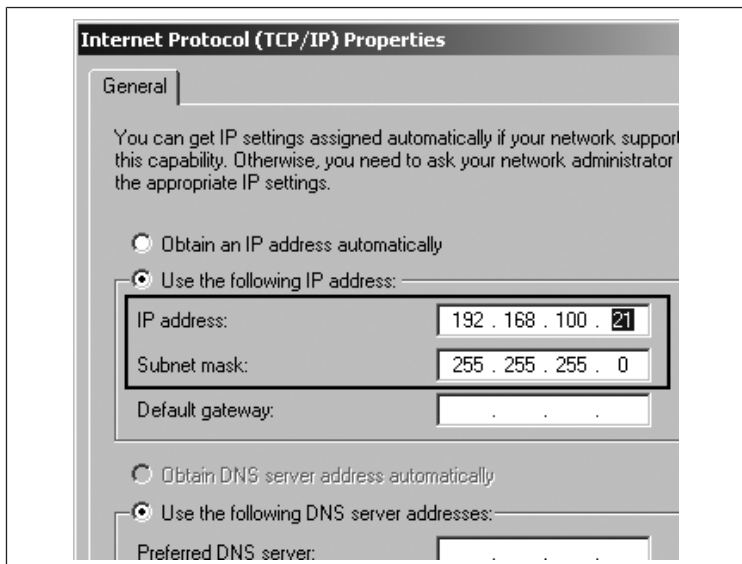 Internet Protocol (TCP/IP) Properties
General
You can get IP settings assigned automatically if your network support
this capability. Otherwise, you need to ask your network administrator
the appropriate IP settings.
Obtain an IP address automatically
Use the following IP address:
IP address: 192 . 168 . 100 . 21
Subnet mask: 255 . 255 . 255 . 0
Default gateway: . . .
Obtain DNS server address automatically
Use the following DNS server addresses:
Preferred DNS server: . . .